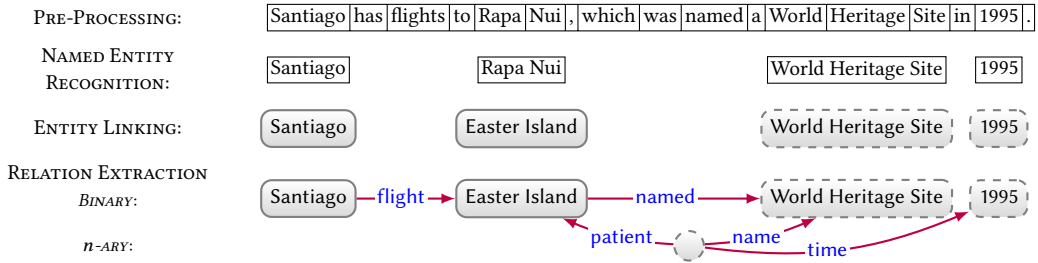 Pre-Processing: Santiago has flights to Rapa Nui , which was named a World Heritage Site in 1995 .
Named Entity
Recognition: Santiago Rapa Nui World Heritage Site 1995
Entity Linking: Santiago Easter Island World Heritage Site 1995
Relation Extraction
Binary: Santiago flight Easter Island named World Heritage Site 1995
n-ary: patient name time